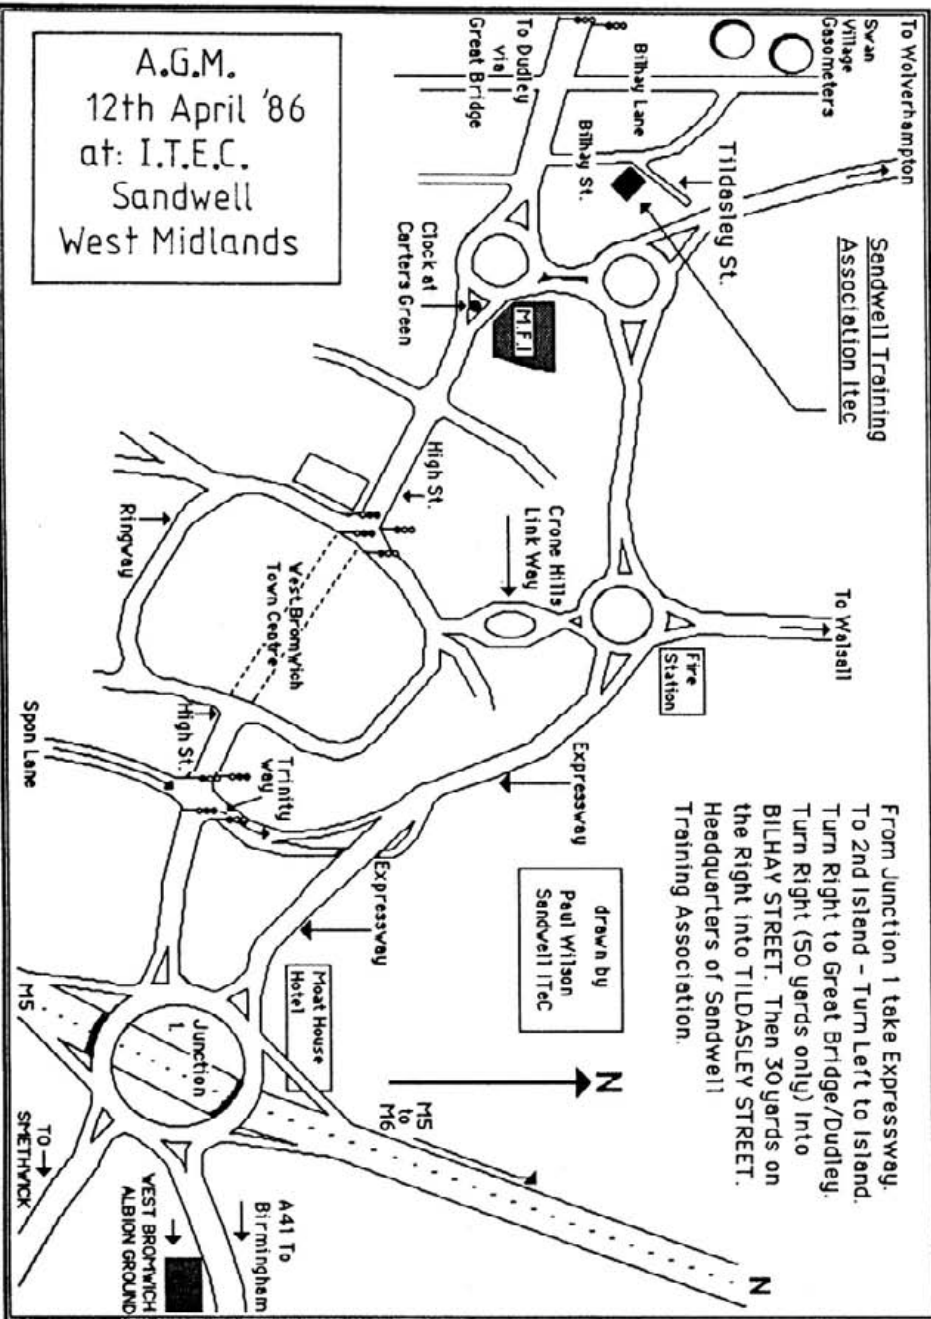 A.G.M.
12th April '86
at: I.T.E.C.
Sandwell
West Midlands
To Wolverhampton
Swan
Village
Gasometers
Bilhay Lane
To Dudley
via
Great Bridge
Bilhay St.
Tildasley St.
Sandwell Training
Association Itec
Clock at
Carters Green
M.F.I
High St.
Crone Hills
Link Way
Ringway
West Bromwich
Town Centre
To Walsall
Fire
Station
High St.
Spon Lane
Trinity
way
Expressway
Expressway
From Junction 1 take Expressway.
To 2nd Island - Turn Left to Island.
Turn Right to Great Bridge/Dudley.
Turn Right (50 yards only) Into
BILHAY STREET. Then 30 yards on
the Right into TILDASLEY STREET.
Headquarters of Sandwell
Training Association.
drawn by
Paul Wilson
Sandwell ITeC
Moat House
Hotel
N
M5
Junction
1.
M5
to
M6
TO
SMETHWICK
WEST BROMWICH
ALBION GROUND
A41 To
Birmingham
N